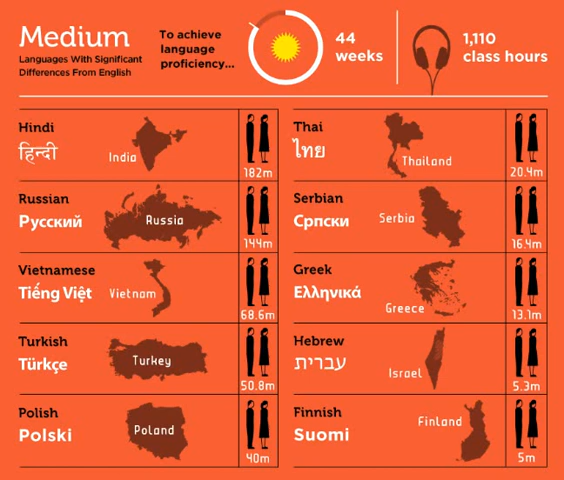 Medium
Languages With Significant
Differences From English
To achieve
language
proficiency...
44
weeks
1,110
class hours
Hindi
हिन्दी
India
182m
Russian
Русский
Russia
144m
Vietnamese
Tiếng Việt
Vietnam
68.6m
Turkish
Türkçe
Turkey
50.8m
Polish
Polski
Poland
40m
Thai
ไทย
Thailand
20.4m
Serbian
Српски
Serbia
16.4m
Greek
Ελληνικά
Greece
13.1m
Hebrew
עברית
Israel
5.3m
Finnish
Suomi
Finland
5m